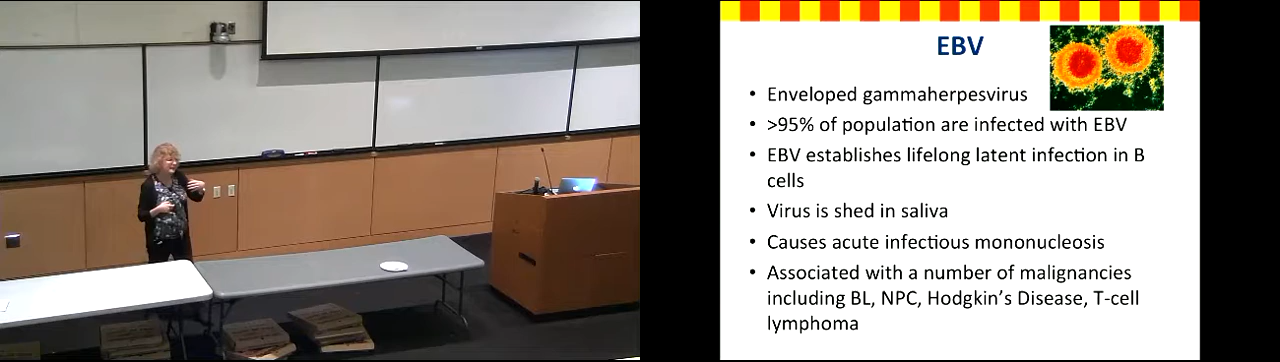 EBV
• Enveloped gammaherpesvirus
• >95% of population are infected with EBV
• EBV establishes lifelong latent infection in B
cells
• Virus is shed in saliva
• Causes acute infectious mononucleosis
• Associated with a number of malignancies
including BL, NPC, Hodgkin's Disease, T-cell
lymphoma